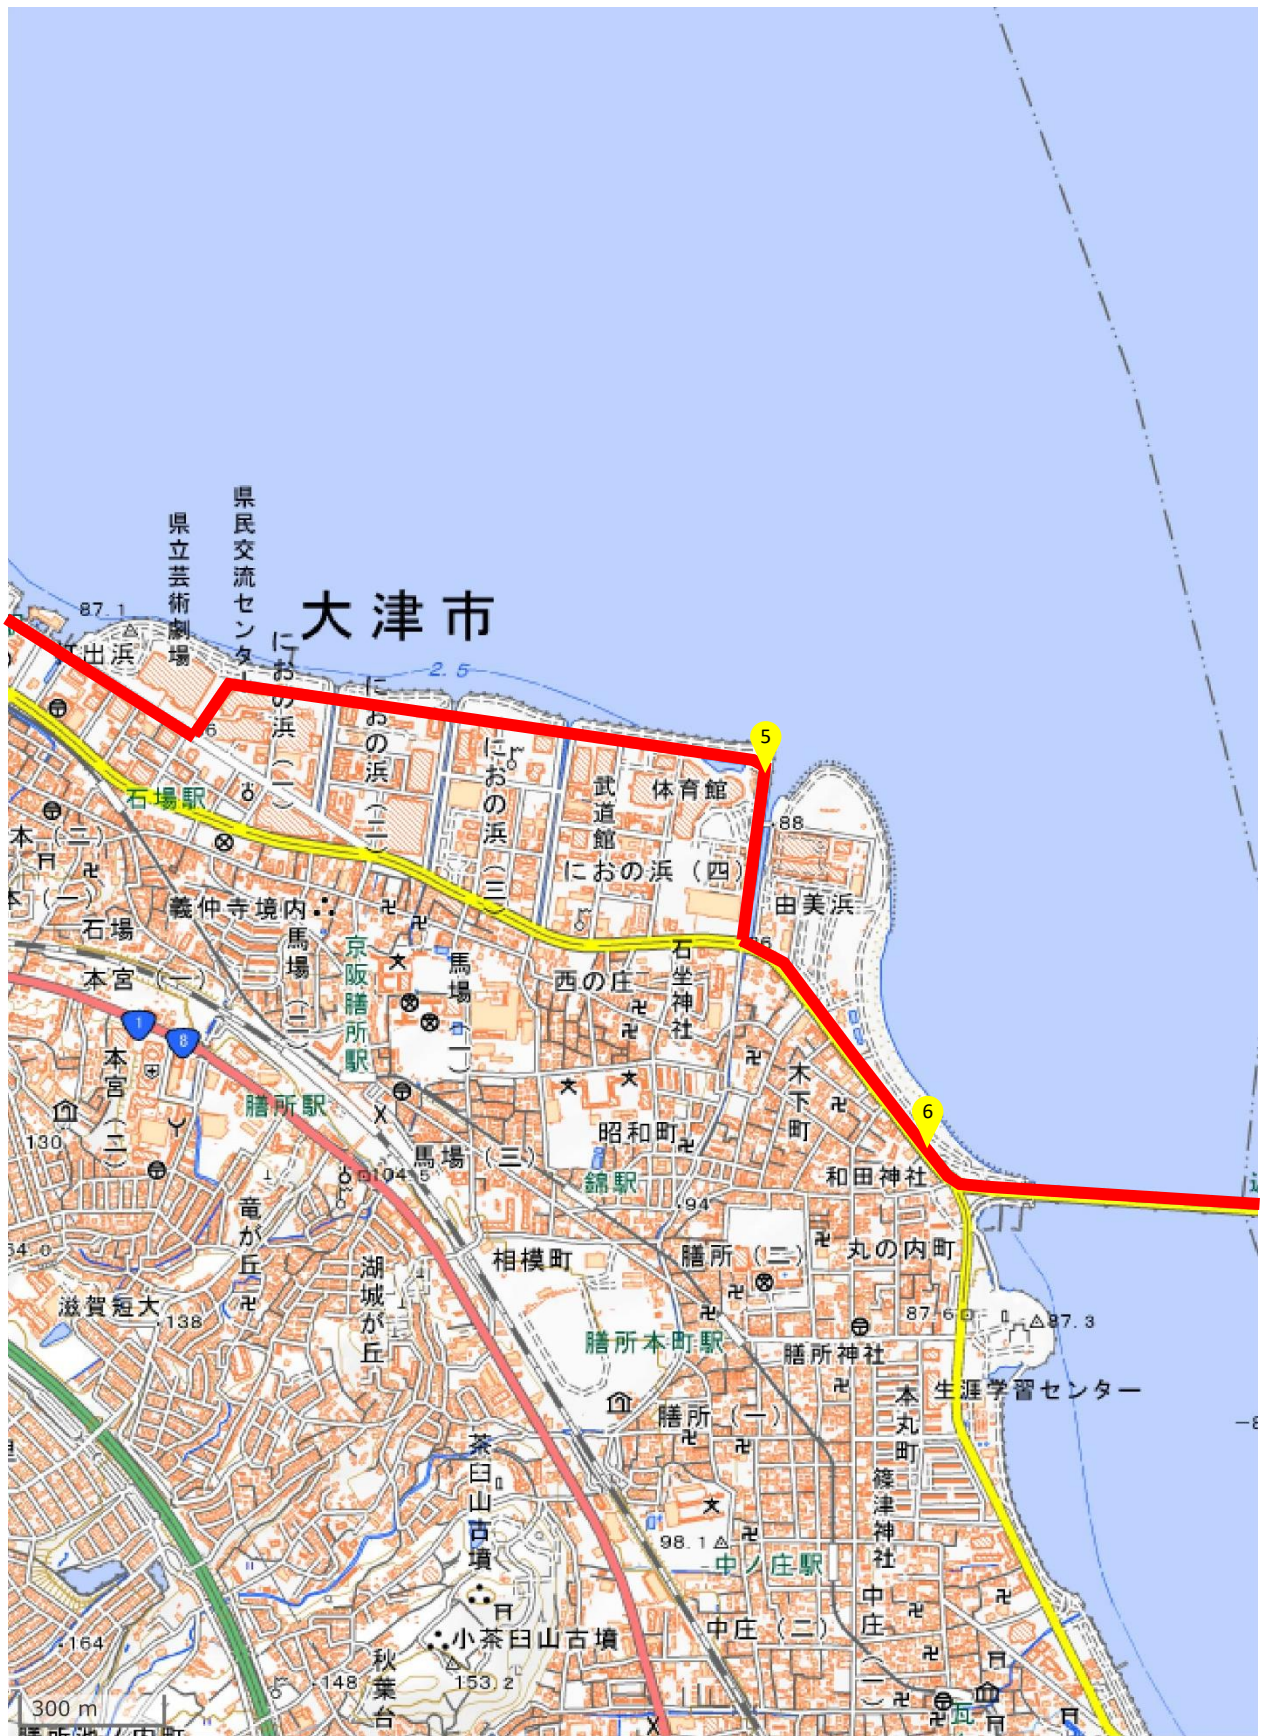 県民交流センター
県立芸術劇場
大津市
87.1
打出浜
2.5
におの浜（一）
におの浜（二）
におの浜（三）
5
武道館
体育館
石場駅
88
本（二）
におの浜（四）
由美浜
本（一）
石場
義仲寺境内
馬場（二）
京阪膳所駅
馬場（一）
西の庄
石坐神社
本宮（一）
1
8
本宮（二）
膳所駅
木下町
6
130
昭和町
馬場（三）
104.5
錦駅
和田神社
94
竜が丘
相模町
膳所（二）
丸の内町
湖城が丘
滋賀短大
138
87.6
87.3
膳所本町駅
膳所神社
生涯学習センター
本丸町
膳所（一）
茶臼山古墳
篠津神社
98.1
中ノ庄駅
中庄（一）
中庄（二）
164
小茶臼山古墳
秋葉台
148
153.2
300 m
瓦